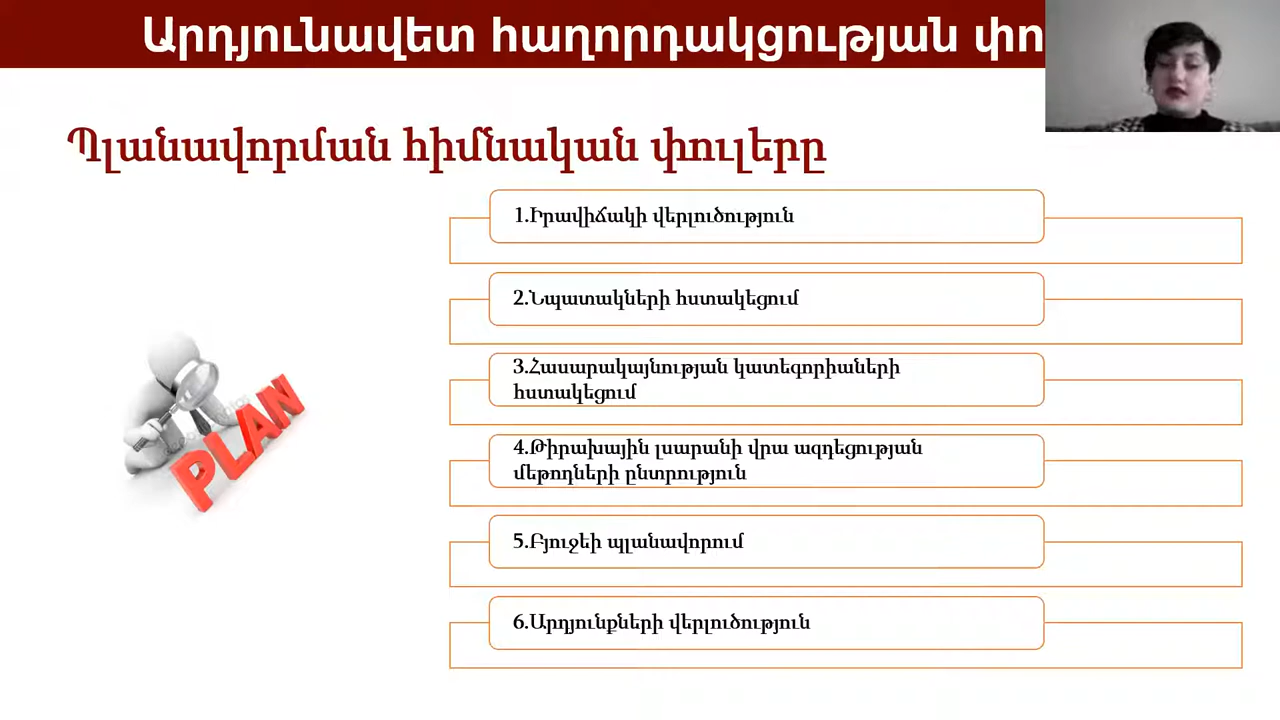 Արդյունավետ հաղորդակցության
Պլանավորման հիմնական փուլերը
1.Իրավիճակի վերլուծություն
2.Նպատակների հստակեցում
3.Հասարակայնության կատեգորիաների
հստակեցում
4.Թիրախային լսարանի վրա ազդեցության
մեթոդների ընտրություն
5.Բյուջեի պլանավորում
6.Արդյունքների վերլուծություն
PLAN